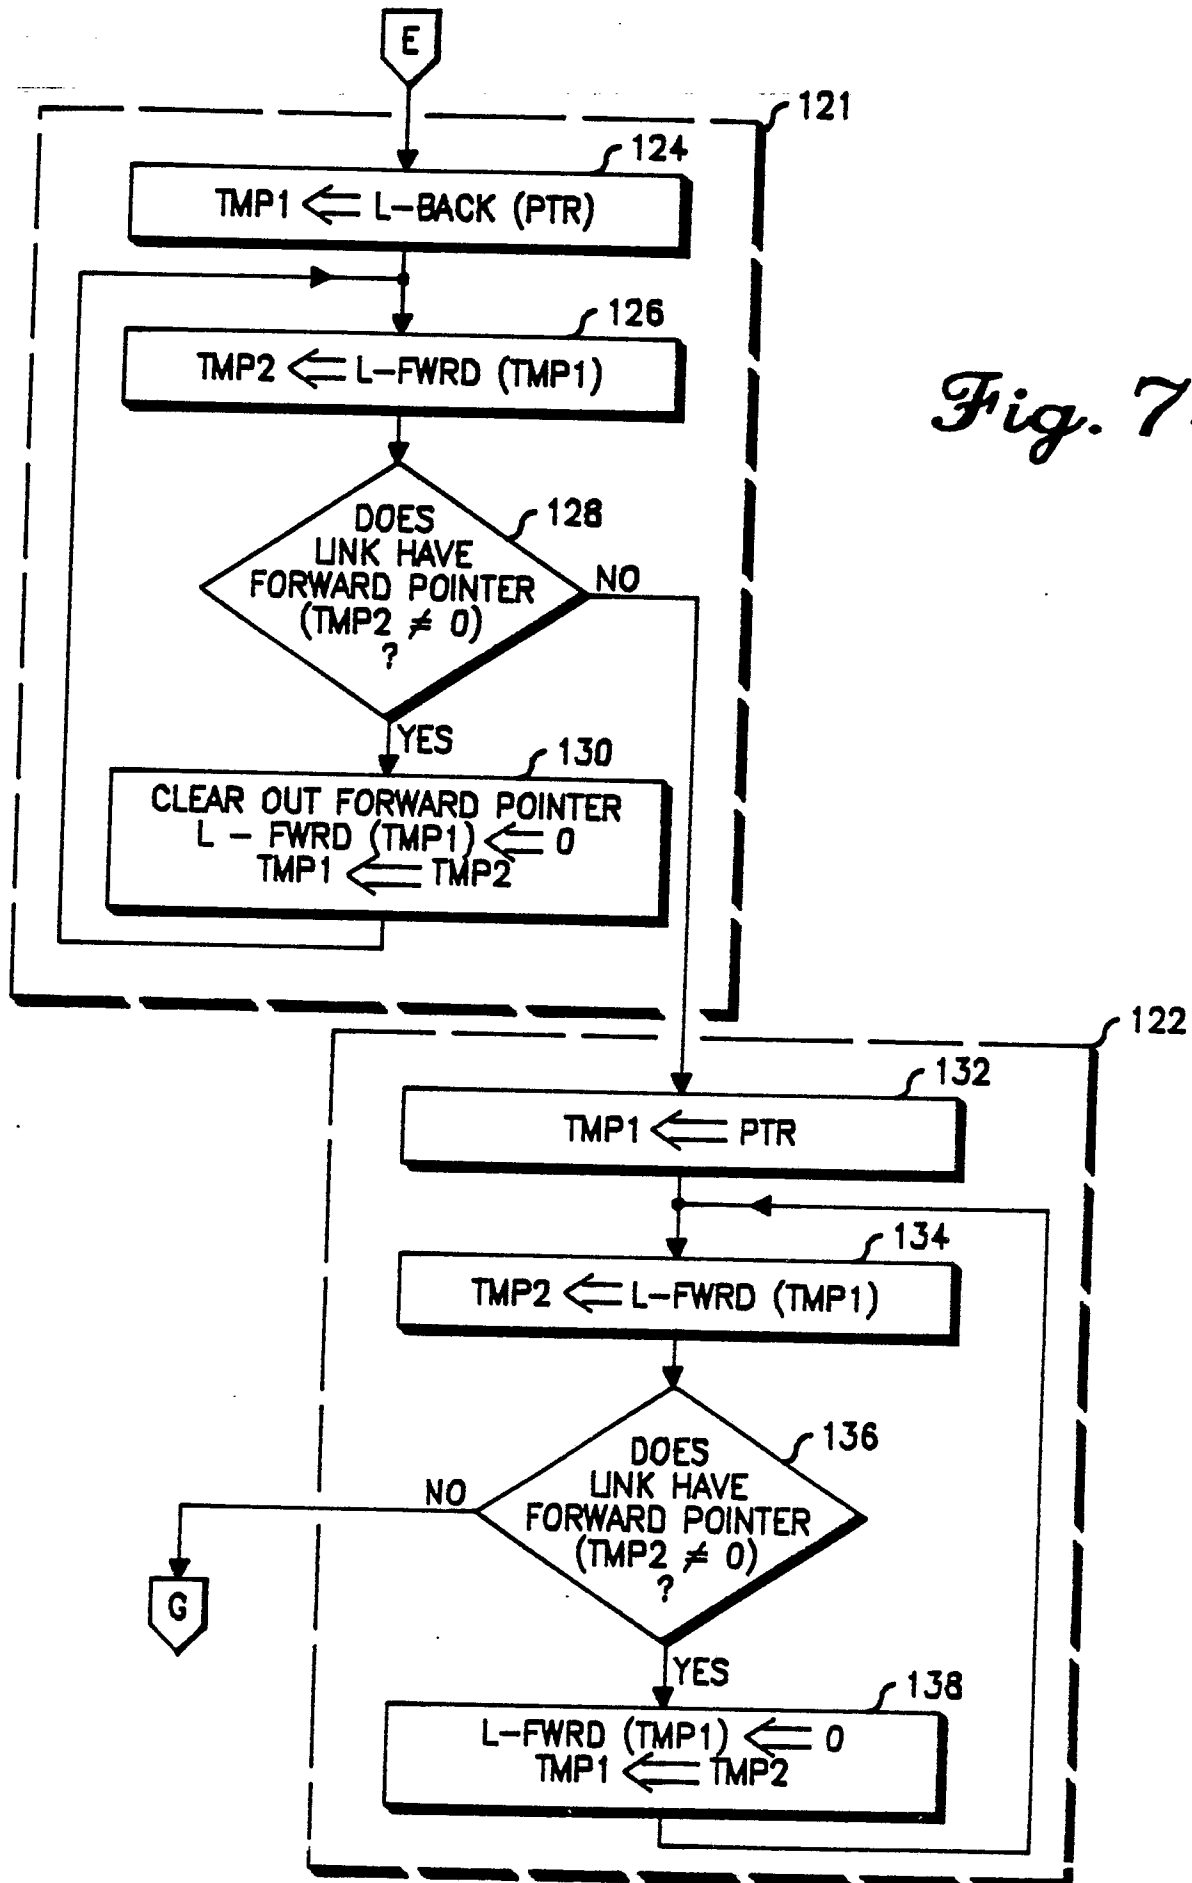 E
121
124
TMP1 ⇐ L-BACK (PTR)
126
TMP2 ⇐ L-FWRD (TMP1)
Fig. 7
128
DOES
LINK HAVE
FORWARD POINTER
(TMP2 ≠ 0)
?
NO
YES
130
CLEAR OUT FORWARD POINTER
L - FWRD (TMP1) ⇐ 0
TMP1 ⇐ TMP2
122
132
TMP1 ⇐ PTR
134
TMP2 ⇐ L-FWRD (TMP1)
136
DOES
LINK HAVE
FORWARD POINTER
(TMP2 ≠ 0)
?
NO
G
YES
138
L-FWRD (TMP1) ⇐ 0
TMP1 ⇐ TMP2